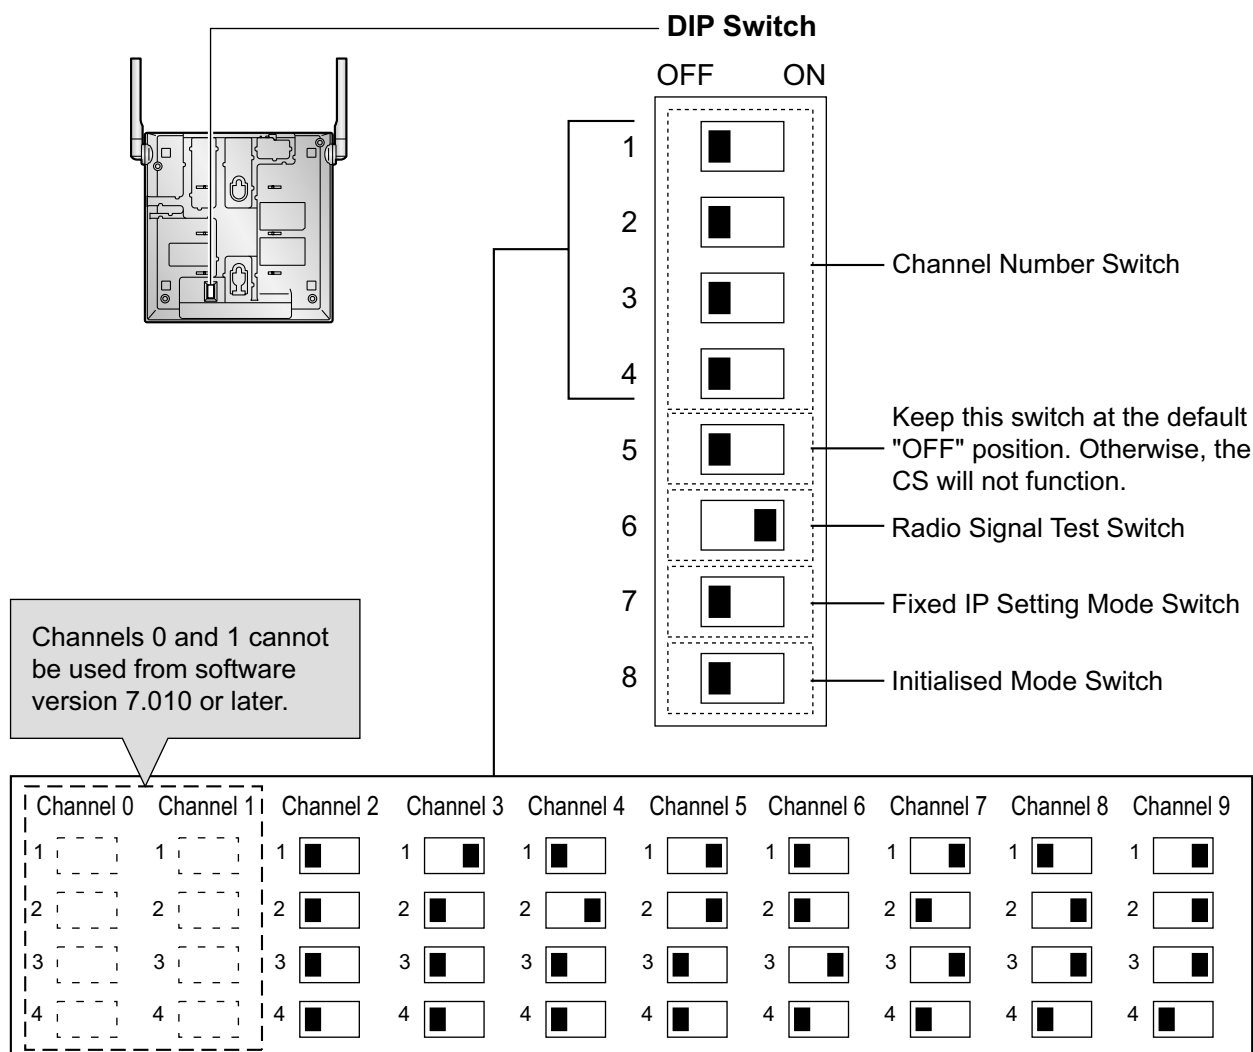 DIP Switch
OFF ON
1
2
3
4
5
6
7
8
Channel Number Switch
Keep this switch at the default
"OFF" position. Otherwise, the
CS will not function.
Radio Signal Test Switch
Fixed IP Setting Mode Switch
Initialised Mode Switch
Channels 0 and 1 cannot
be used from software
version 7.010 or later.
Channel 0 Channel 1 Channel 2 Channel 3 Channel 4 Channel 5 Channel 6 Channel 7 Channel 8 Channel 9
1 1 1 1 1 1 1 1 1 1
2 2 2 2 2 2 2 2 2 2
3 3 3 3 3 3 3 3 3 3
4 4 4 4 4 4 4 4 4 4